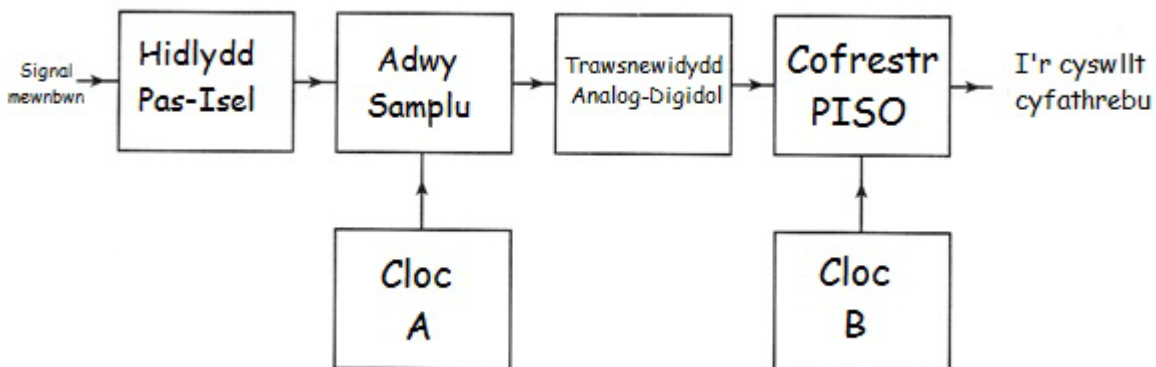 Signal
mewnbwn
Hidlydd
Pas-Isel
Adwy
Samplu
Trawsnewidydd
Analog-Digidol
Cofrestr
PISO
I'r cyswllt
cyfathrebu
Cloc
A
Cloc
B